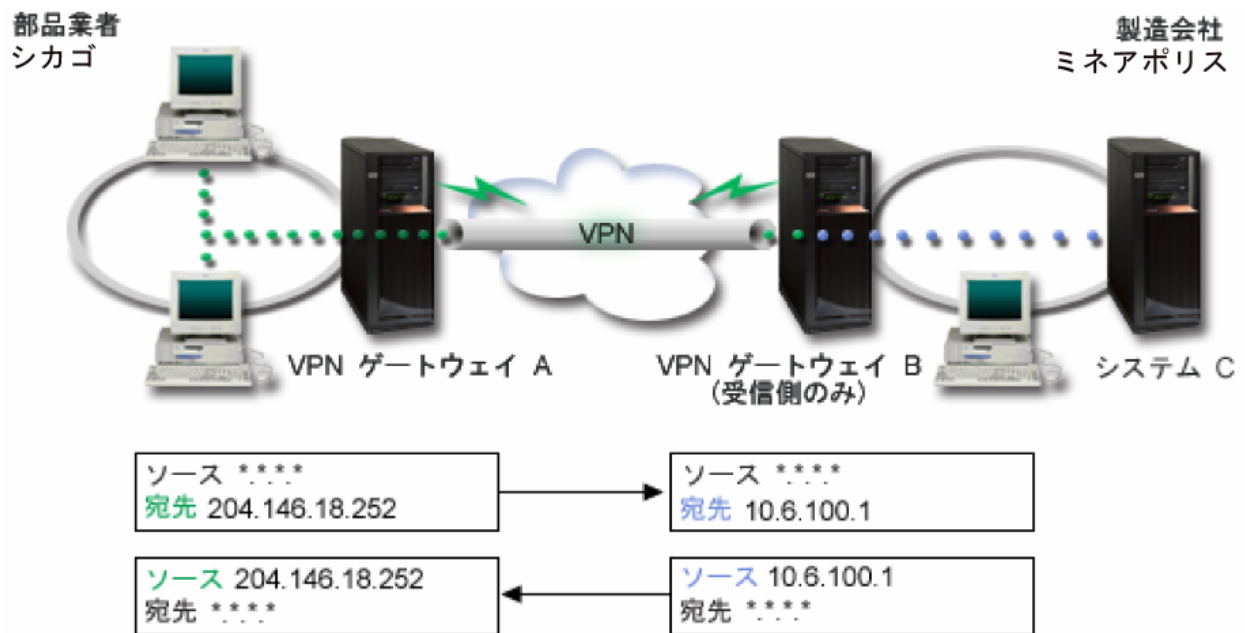 部品業者
シカゴ
製造会社
ミネアポリス
VPN
VPN ゲートウェイ A
VPN ゲートウェイ B
(受信側のみ)
システム C
ソース *.*.*.*
宛先 204.146.18.252
ソース *.*.*.*
宛先 10.6.100.1
ソース 204.146.18.252
宛先 *.*.*.*
ソース 10.6.100.1
宛先 *.*.*.*